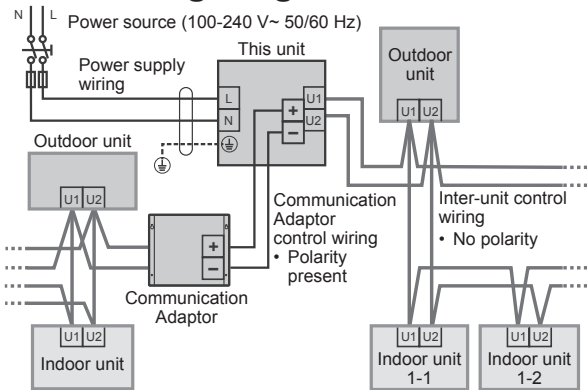 N L
Power source (100-240 V~ 50/60 Hz)
This unit
Power supply
wiring
L
N
+
−
U1
U2
Outdoor
unit
U1 U2
Outdoor unit
U1 U2
+
−
Communication
Adaptor
Communication
Adaptor
control wiring
• Polarity
present
Inter-unit control
wiring
• No polarity
U1 U2
Indoor unit
U1 U2
Indoor unit
1-1
U1 U2
Indoor unit
1-2